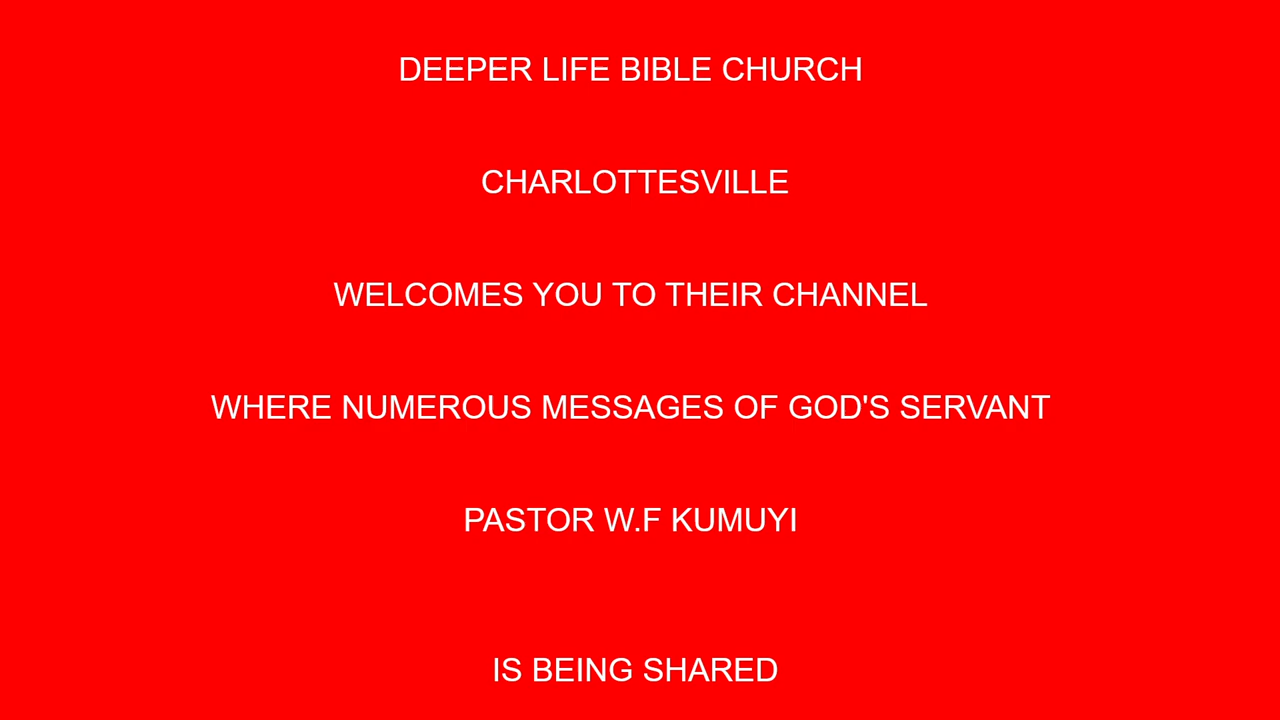 DEEPER LIFE BIBLE CHURCH
CHARLOTTESVILLE
WELCOMES YOU TO THEIR CHANNEL
WHERE NUMEROUS MESSAGES OF GOD'S SERVANT
PASTOR W.F KUMUYI
IS BEING SHARED